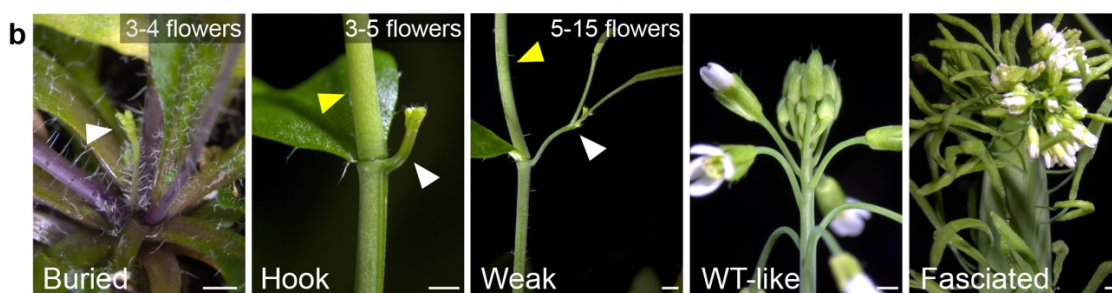 b
3-4 flowers
3-5 flowers
5-15 flowers
Buried
Hook
Weak
WT-like
Fasciated